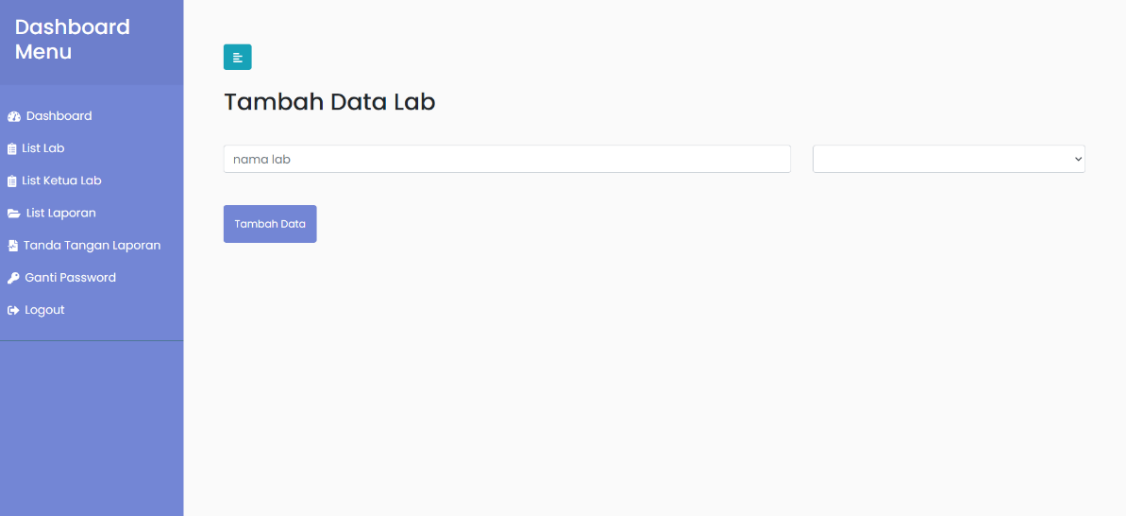 Dashboard
Menu
Dashboard
List Lab
List Ketua Lab
List Laporan
Tanda Tangan Laporan
Ganti Password
Logout
Tambah Data Lab
nama lab
Tambah Data